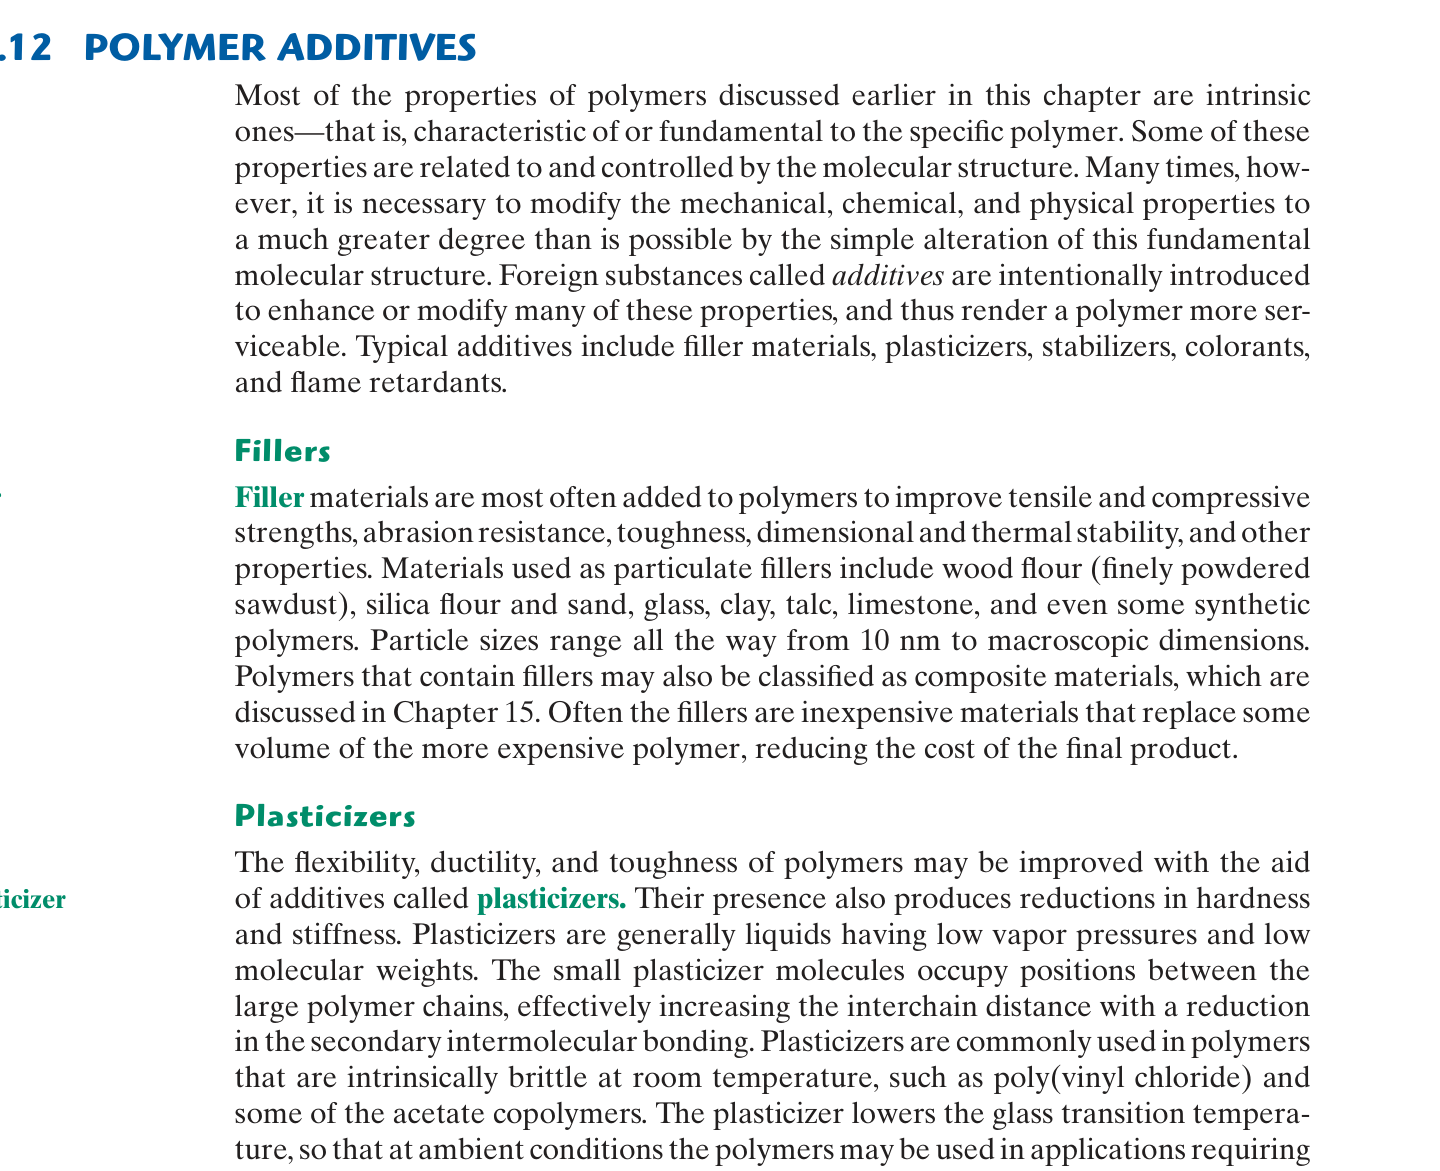 .12 POLYMER ADDITIVES
Most of the properties of polymers discussed earlier in this chapter are intrinsic
ones—that is, characteristic of or fundamental to the specific polymer. Some of these
properties are related to and controlled by the molecular structure. Many times, how-
ever, it is necessary to modify the mechanical, chemical, and physical properties to
a much greater degree than is possible by the simple alteration of this fundamental
molecular structure. Foreign substances called additives are intentionally introduced
to enhance or modify many of these properties, and thus render a polymer more ser-
viceable. Typical additives include filler materials, plasticizers, stabilizers, colorants,
and flame retardants.
Fillers
Filler materials are most often added to polymers to improve tensile and compressive
strengths, abrasion resistance, toughness, dimensional and thermal stability, and other
properties. Materials used as particulate fillers include wood flour (finely powdered
sawdust), silica flour and sand, glass, clay, talc, limestone, and even some synthetic
polymers. Particle sizes range all the way from 10 nm to macroscopic dimensions.
Polymers that contain fillers may also be classified as composite materials, which are
discussed in Chapter 15. Often the fillers are inexpensive materials that replace some
volume of the more expensive polymer, reducing the cost of the final product.
Plasticizers
The flexibility, ductility, and toughness of polymers may be improved with the aid
ticizer
of additives called plasticizers. Their presence also produces reductions in hardness
and stiffness. Plasticizers are generally liquids having low vapor pressures and low
molecular weights. The small plasticizer molecules occupy positions between the
large polymer chains, effectively increasing the interchain distance with a reduction
in the secondary intermolecular bonding. Plasticizers are commonly used in polymers
that are intrinsically brittle at room temperature, such as poly(vinyl chloride) and
some of the acetate copolymers. The plasticizer lowers the glass transition tempera-
ture, so that at ambient conditions the polymers may be used in applications requiring